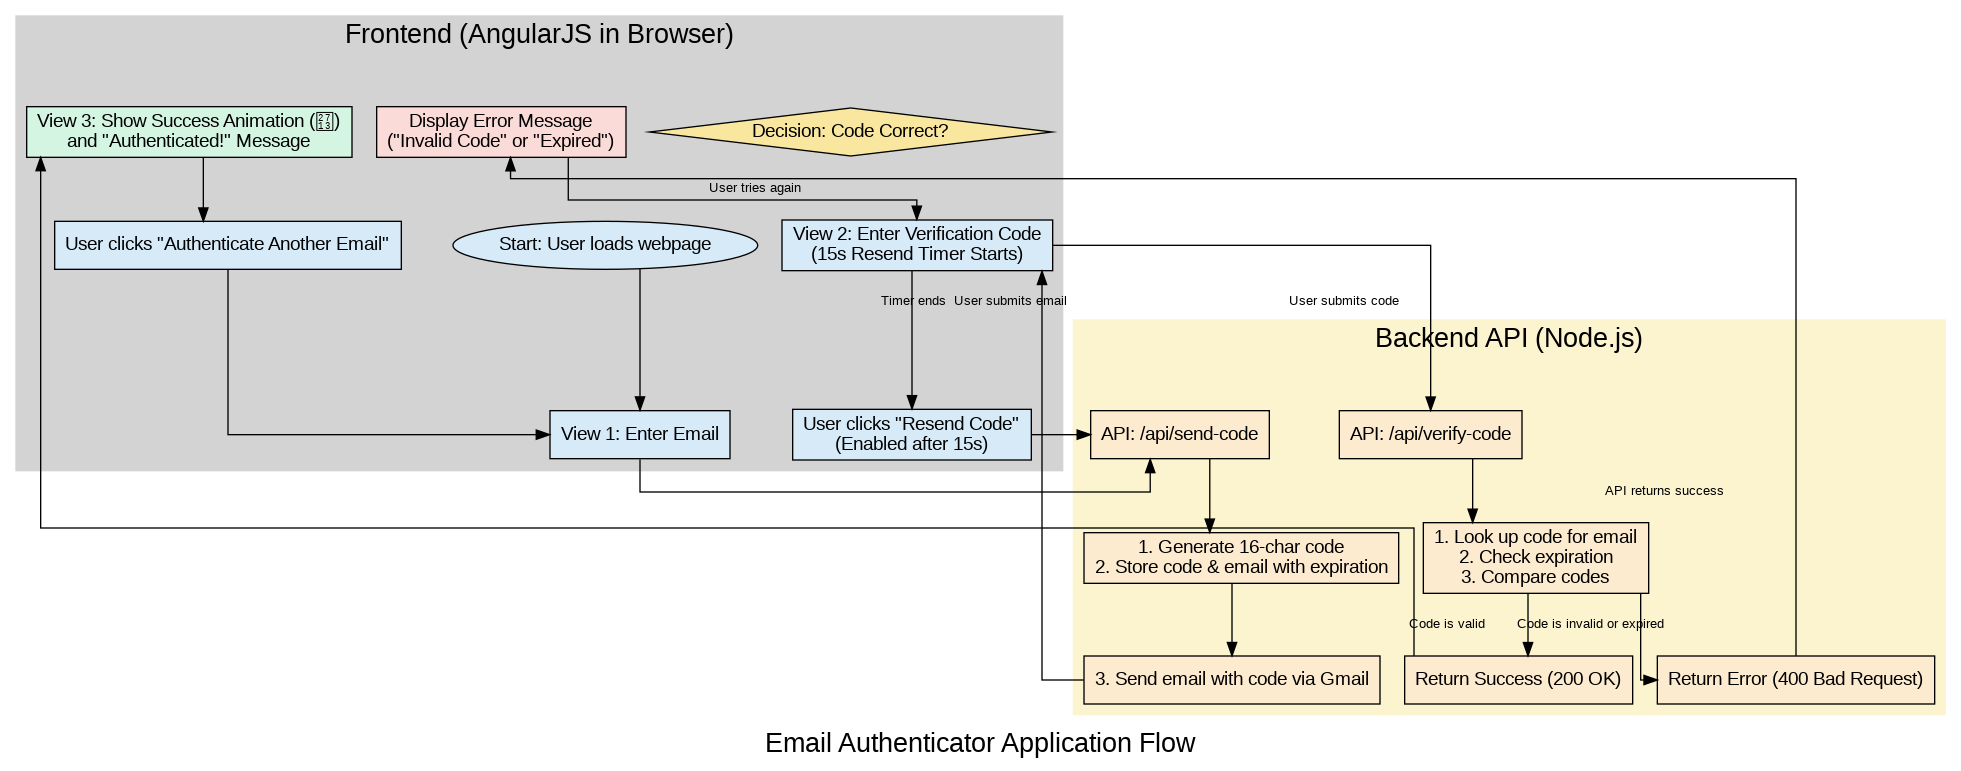 Frontend (AngularJS in Browser)
View 3: Show Success Animation (✓)
and "Authenticated!" Message
Display Error Message
("Invalid Code" or "Expired")
Decision: Code Correct?
User tries again
User clicks "Authenticate Another Email"
Start: User loads webpage
View 2: Enter Verification Code
(15s Resend Timer Starts)
Timer ends
User submits email
User submits code
Backend API (Node.js)
View 1: Enter Email
User clicks "Resend Code"
(Enabled after 15s)
API: /api/send-code
API: /api/verify-code
API returns success
1. Generate 16-char code
2. Store code & email with expiration
1. Look up code for email
2. Check expiration
3. Compare codes
Code is valid
Code is invalid or expired
3. Send email with code via Gmail
Return Success (200 OK)
Return Error (400 Bad Request)
Email Authenticator Application Flow